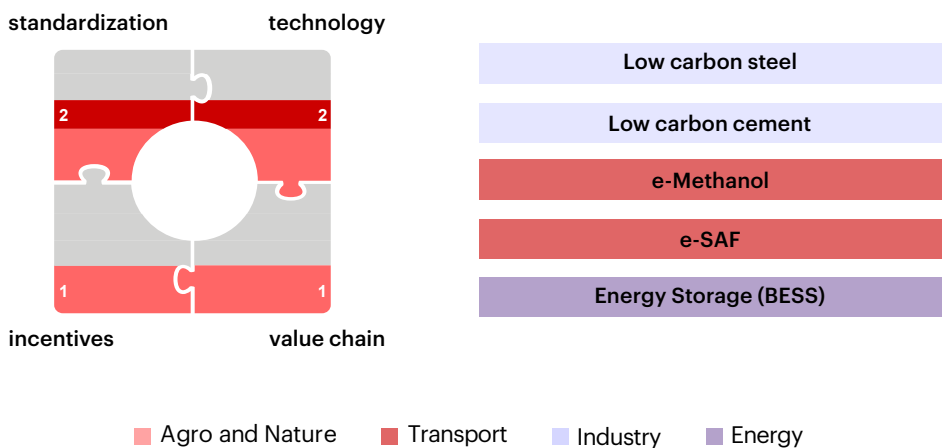 standardization
technology
2
2
1
1
incentives
value chain
Low carbon steel
Low carbon cement
e-Methanol
e-SAF
Energy Storage (BESS)
Agro and Nature
Transport
Industry
Energy